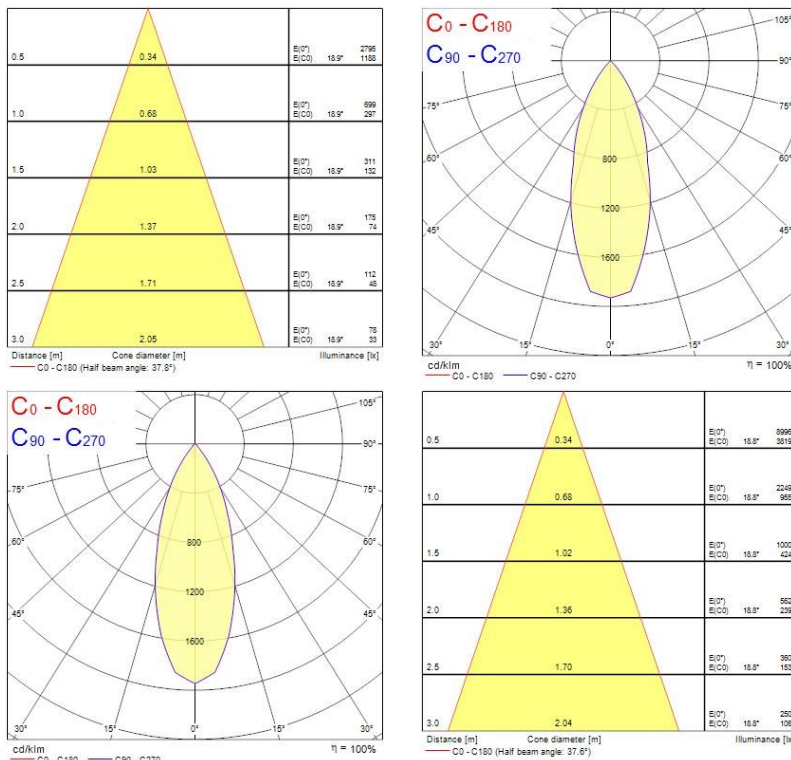 E(0°) 2796
0.5 0.34 E(C0) 18.9° 1188
E(0°) 699
1.0 0.68 E(C0) 18.9° 297
E(0°) 311
1.5 1.03 E(C0) 18.9° 132
E(0°) 175
2.0 1.37 E(C0) 18.9° 74
E(0°) 112
2.5 1.71 E(C0) 18.9° 48
E(0°) 78
3.0 2.05 E(C0) 18.9° 33
Distance [m] Cone diameter [m] Illuminance [lx]
C0 - C180 (Half beam angle: 37.8°)
C0 - C180
C90 - C270
105°
90°
75° 75°
60° 800 60°
45° 1200 45°
1600
30° 15° 0° 15° 30°
cd/klm η = 100%
C0 - C180 C90 - C270
C0 - C180
C90 - C270
105°
90°
75° 75°
60° 800 60°
45° 1200 45°
1600
30° 15° 0° 15° 30°
cd/klm η = 100%
C0 - C180 C90 - C270
E(0°) 8996
0.5 0.34 E(C0) 18.8° 3819
E(0°) 2249
1.0 0.68 E(C0) 18.8° 955
E(0°) 1000
1.5 1.02 E(C0) 18.8° 424
E(0°) 562
2.0 1.36 E(C0) 18.8° 239
E(0°) 360
2.5 1.70 E(C0) 18.8° 153
E(0°) 250
3.0 2.04 E(C0) 18.8° 106
Distance [m] Cone diameter [m] Illuminance [lx]
C0 - C180 (Half beam angle: 37.6°)